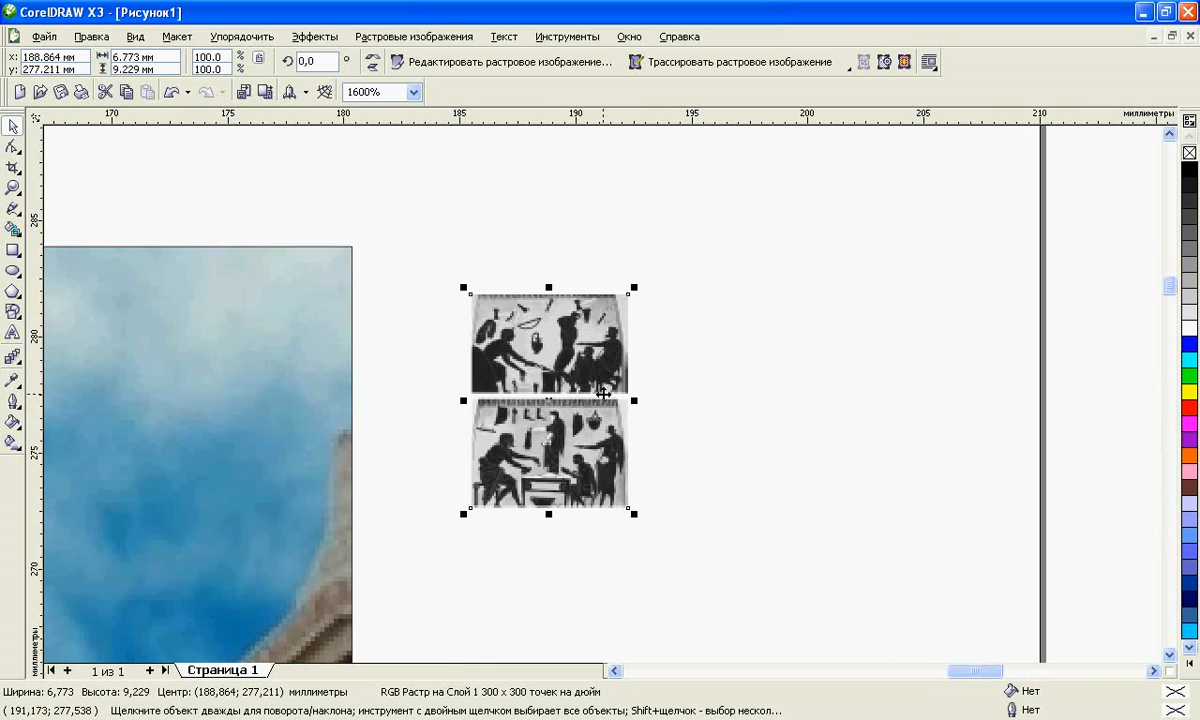 CorelDRAW X3 - [Рисунок1]
Файл Правка Вид Макет Упорядочить Эффекты Растровые изображения Текст Инструменты Окно Справка
x: 188.864 мм 6.773 мм 100.0 %
y: 277.211 мм 9.229 мм 100.0 %
0,0 °
Редактировать растровое изображение... Трассировать растровое изображение
1600%
170 175 180 185 190 195 200 205 210 миллиметры
285
280
275
270
миллиметры
1 из 1 Страница 1
Ширина: 6,773 Высота: 9,229 Центр: (188,864; 277,211) миллиметры RGB Растр на Слой 1 300 x 300 точек на дюйм Нет
( 191,173; 277,538 ) Щелкните объект дважды для поворота/наклона; инструмент с двойным щелчком выбирает все объекты; Shift+щелчок - выбор нескол... Нет